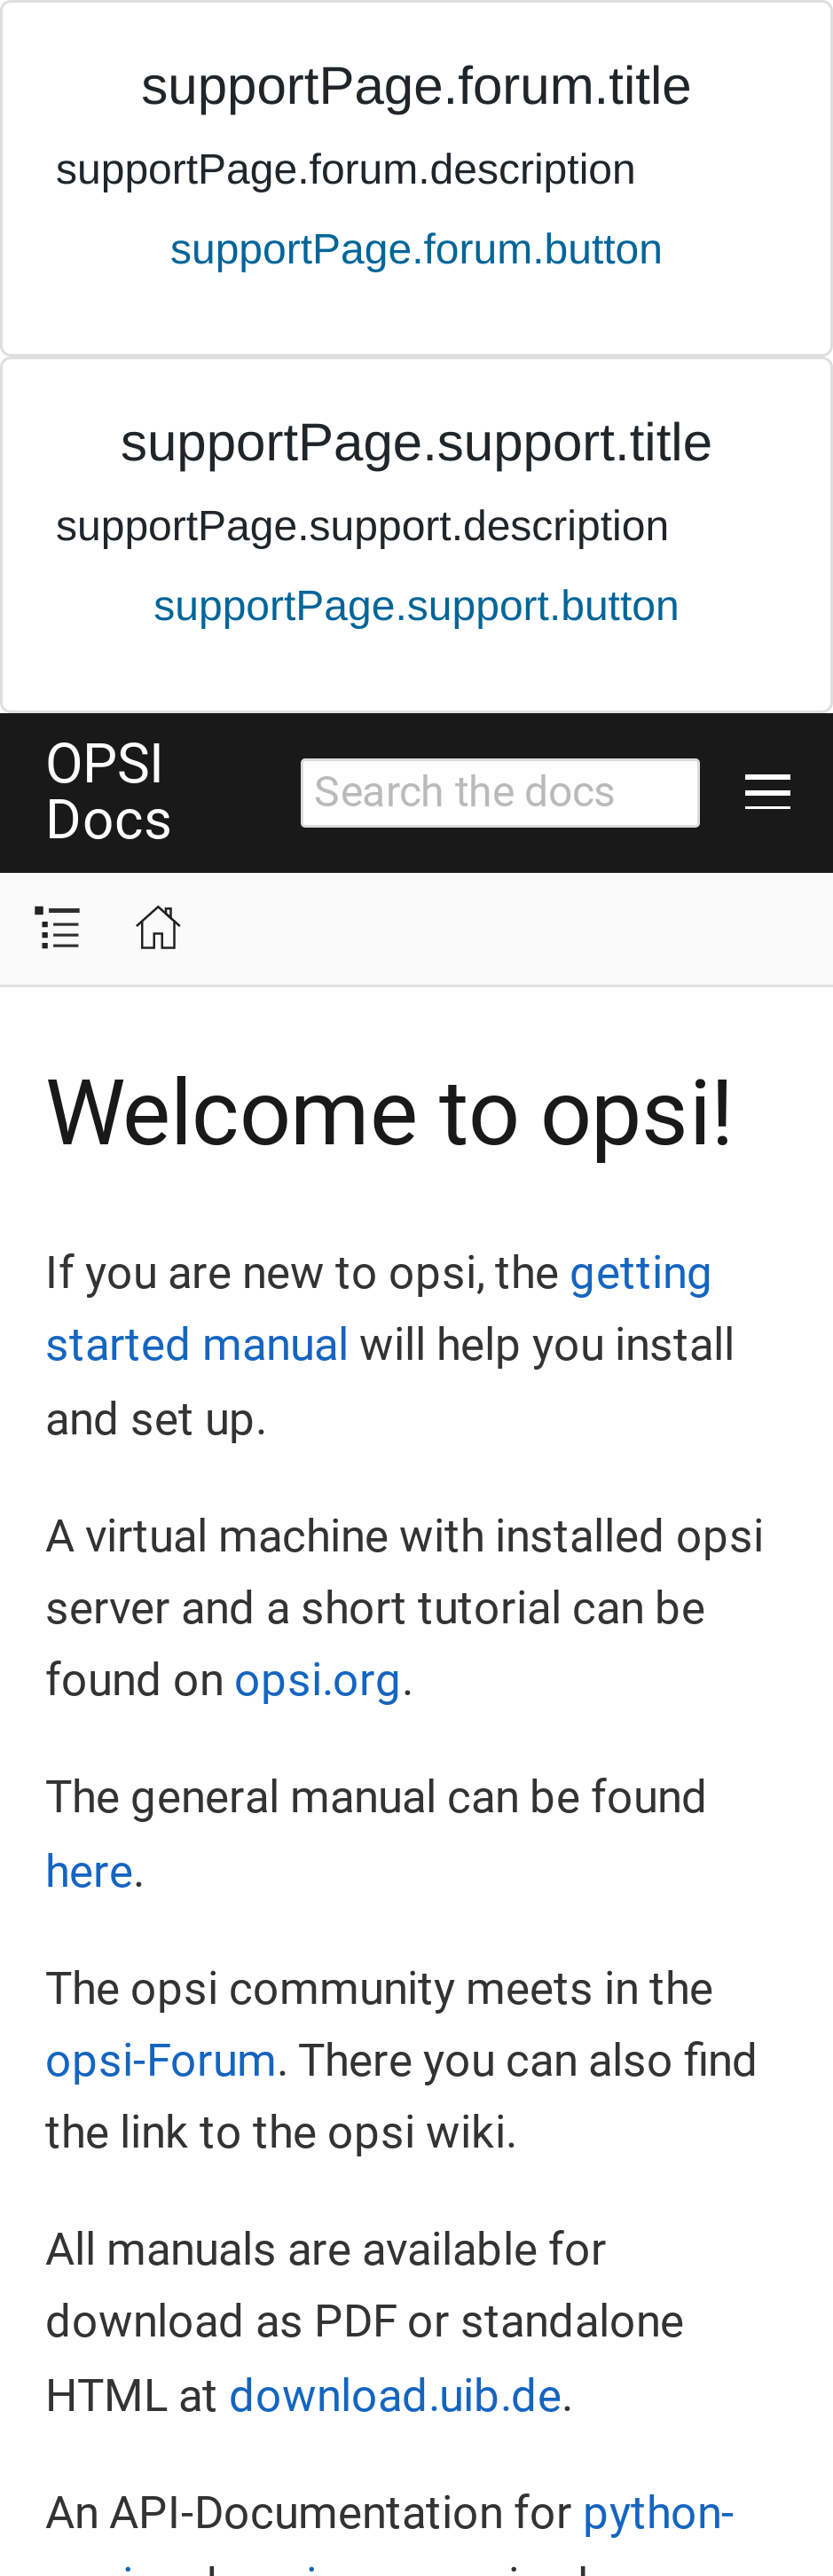 supportPage.forum.title
supportPage.forum.description
supportPage.forum.button
supportPage.support.title
supportPage.support.description
supportPage.support.button
OPSI
Docs
Search the docs
Welcome to opsi!
If you are new to opsi, the getting
started manual will help you install
and set up.
A virtual machine with installed opsi
server and a short tutorial can be
found on opsi.org.
The general manual can be found
here.
The opsi community meets in the
opsi-Forum. There you can also find
the link to the opsi wiki.
All manuals are available for
download as PDF or standalone
HTML at download.uib.de.
An API-Documentation for python-